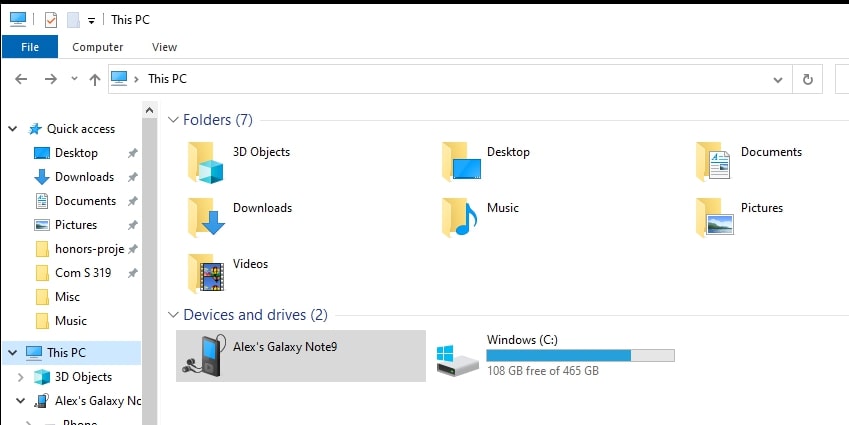 This PC
File Computer View
This PC
Quick access
Desktop
Downloads
Documents
Pictures
honors-proje
Com S 319
Misc
Music
This PC
3D Objects
Alex's Galaxy Nc
Phone
Folders (7)
3D Objects Desktop Documents
Downloads Music Pictures
Videos
Devices and drives (2)
Alex's Galaxy Note9
Windows (C:)
108 GB free of 465 GB